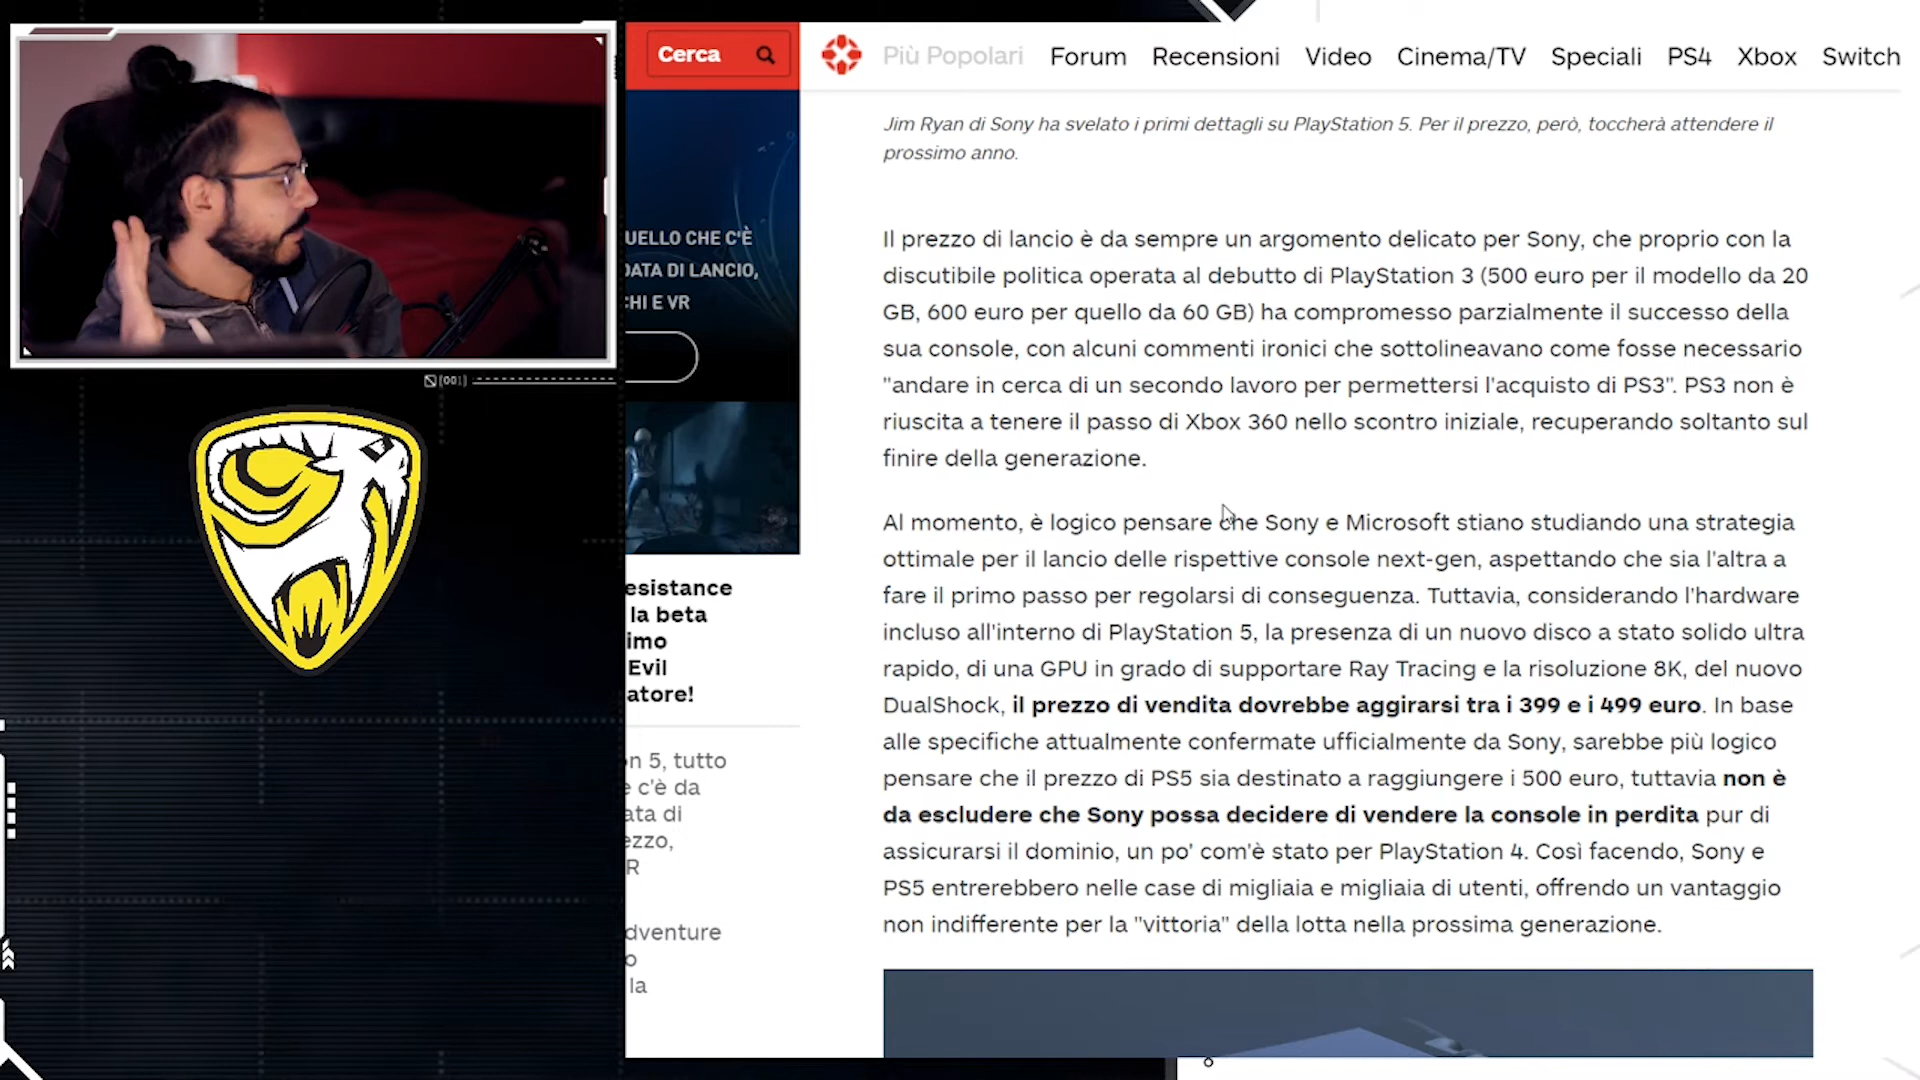 Cerca
Più Popolari Forum Recensioni Video Cinema/TV Speciali PS4 Xbox Switch
UELLO CHE C'È
DATA DI LANCIO,
CHI E VR
[001]
esistance
la beta
imo
Evil
atore!
n 5, tutto
e c'è da
ata di
ezzo,
R
dventure
o
la
Jim Ryan di Sony ha svelato i primi dettagli su PlayStation 5. Per il prezzo, però, toccherà attendere il
prossimo anno.
Il prezzo di lancio è da sempre un argomento delicato per Sony, che proprio con la
discutibile politica operata al debutto di PlayStation 3 (500 euro per il modello da 20
GB, 600 euro per quello da 60 GB) ha compromesso parzialmente il successo della
sua console, con alcuni commenti ironici che sottolineavano come fosse necessario
"andare in cerca di un secondo lavoro per permettersi l'acquisto di PS3". PS3 non è
riuscita a tenere il passo di Xbox 360 nello scontro iniziale, recuperando soltanto sul
finire della generazione.
Al momento, è logico pensare che Sony e Microsoft stiano studiando una strategia
ottimale per il lancio delle rispettive console next-gen, aspettando che sia l'altra a
fare il primo passo per regolarsi di conseguenza. Tuttavia, considerando l'hardware
incluso all'interno di PlayStation 5, la presenza di un nuovo disco a stato solido ultra
rapido, di una GPU in grado di supportare Ray Tracing e la risoluzione 8K, del nuovo
DualShock, il prezzo di vendita dovrebbe aggirarsi tra i 399 e i 499 euro. In base
alle specifiche attualmente confermate ufficialmente da Sony, sarebbe più logico
pensare che il prezzo di PS5 sia destinato a raggiungere i 500 euro, tuttavia non è
da escludere che Sony possa decidere di vendere la console in perdita pur di
assicurarsi il dominio, un po' com'è stato per PlayStation 4. Così facendo, Sony e
PS5 entrerebbero nelle case di migliaia e migliaia di utenti, offrendo un vantaggio
non indifferente per la "vittoria" della lotta nella prossima generazione.